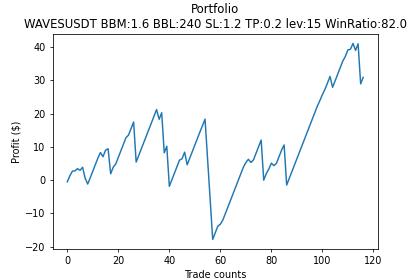 Portfolio
WAVESUSDT BBM:1.6 BBL:240 SL:1.2 TP:0.2 lev:15 WinRatio:82.0
40
30
20
10
0
−10
−20
Profit ($)
0 20 40 60 80 100 120
Trade counts